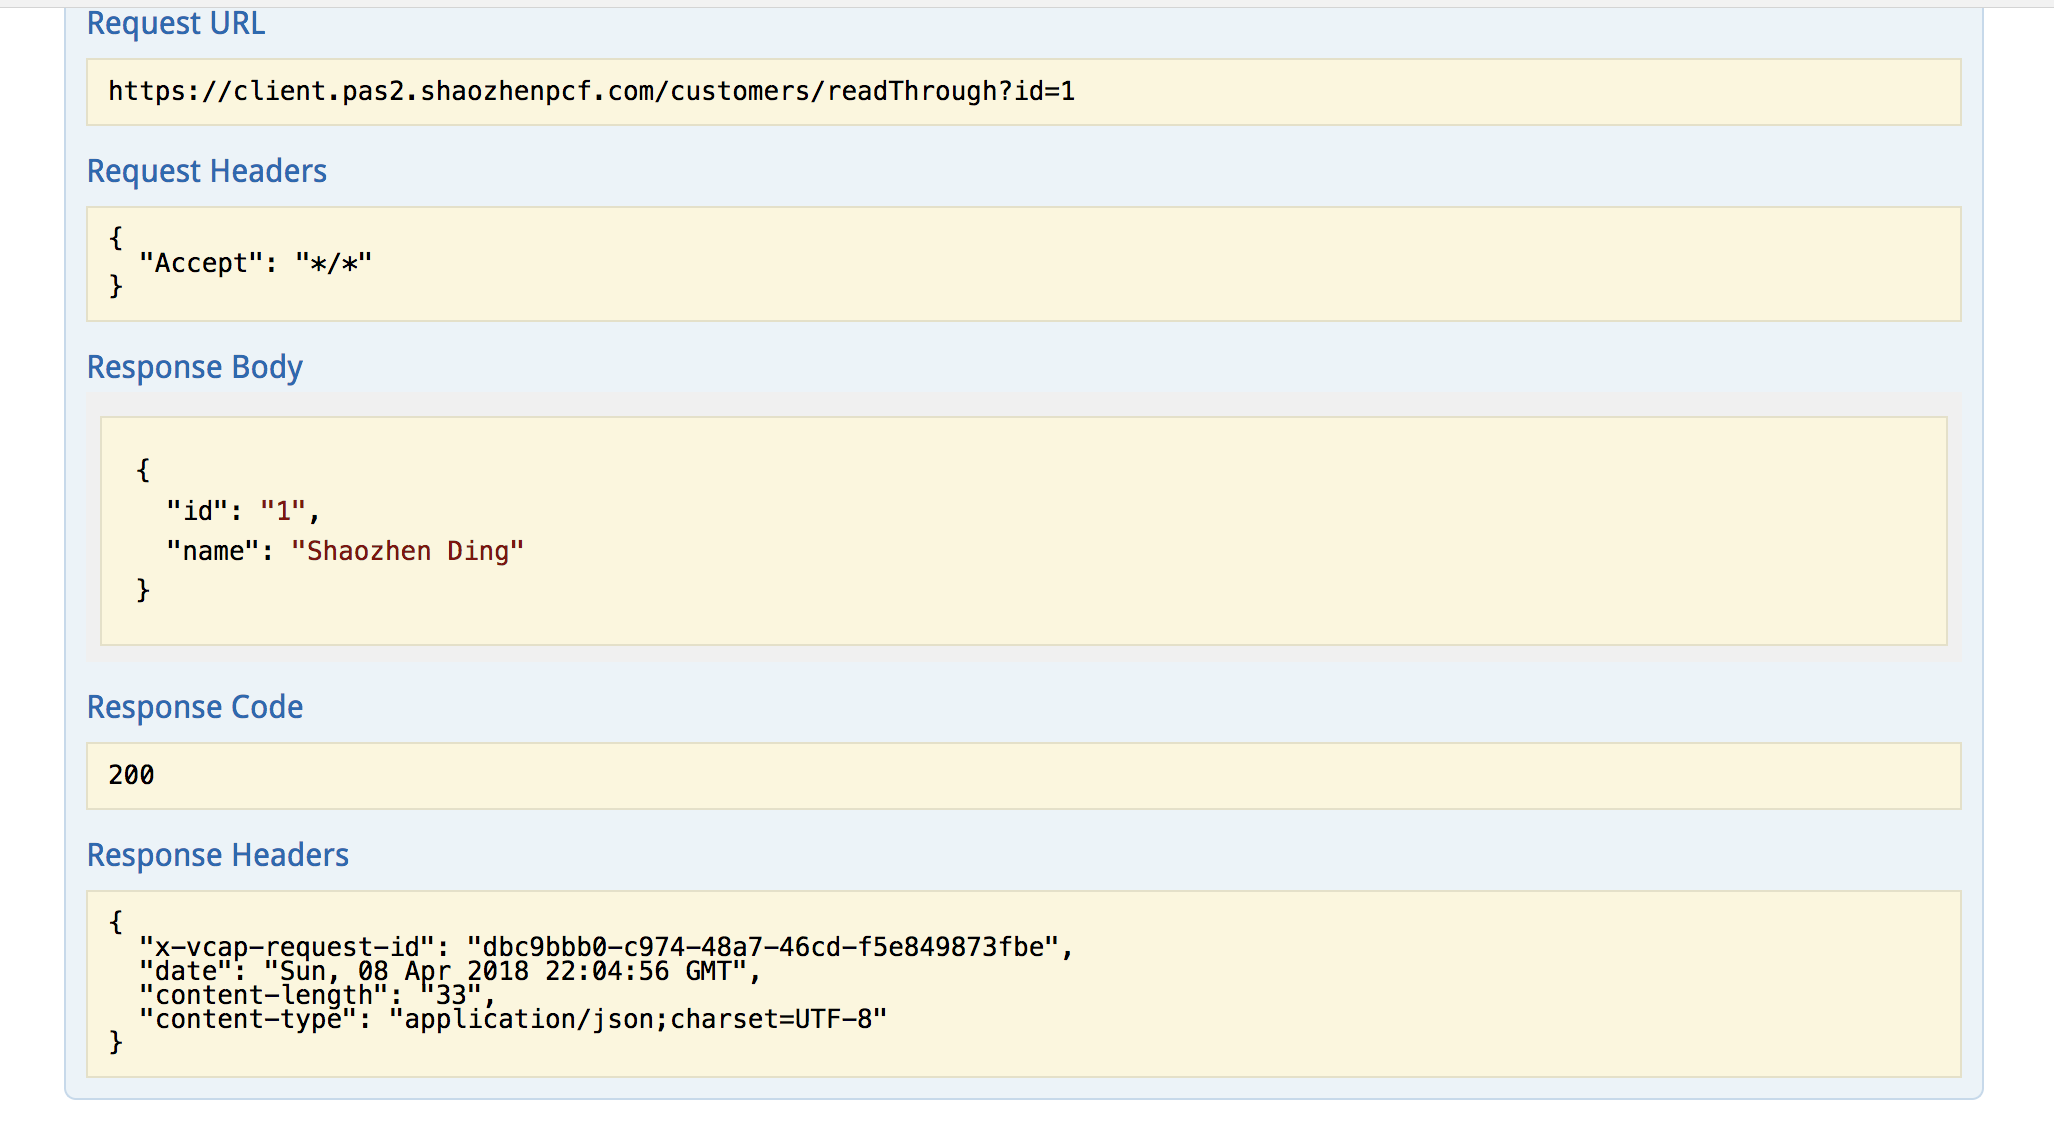 Request URL
https://client.pas2.shaozhenpcf.com/customers/readThrough?id=1
Request Headers
{
  "Accept": "*/*"
}
Response Body
{
  "id": "1",
  "name": "Shaozhen Ding"
}
Response Code
200
Response Headers
{
  "x-vcap-request-id": "dbc9bbb0-c974-48a7-46cd-f5e849873fbe",
  "date": "Sun, 08 Apr 2018 22:04:56 GMT",
  "content-length": "33",
  "content-type": "application/json;charset=UTF-8"
}